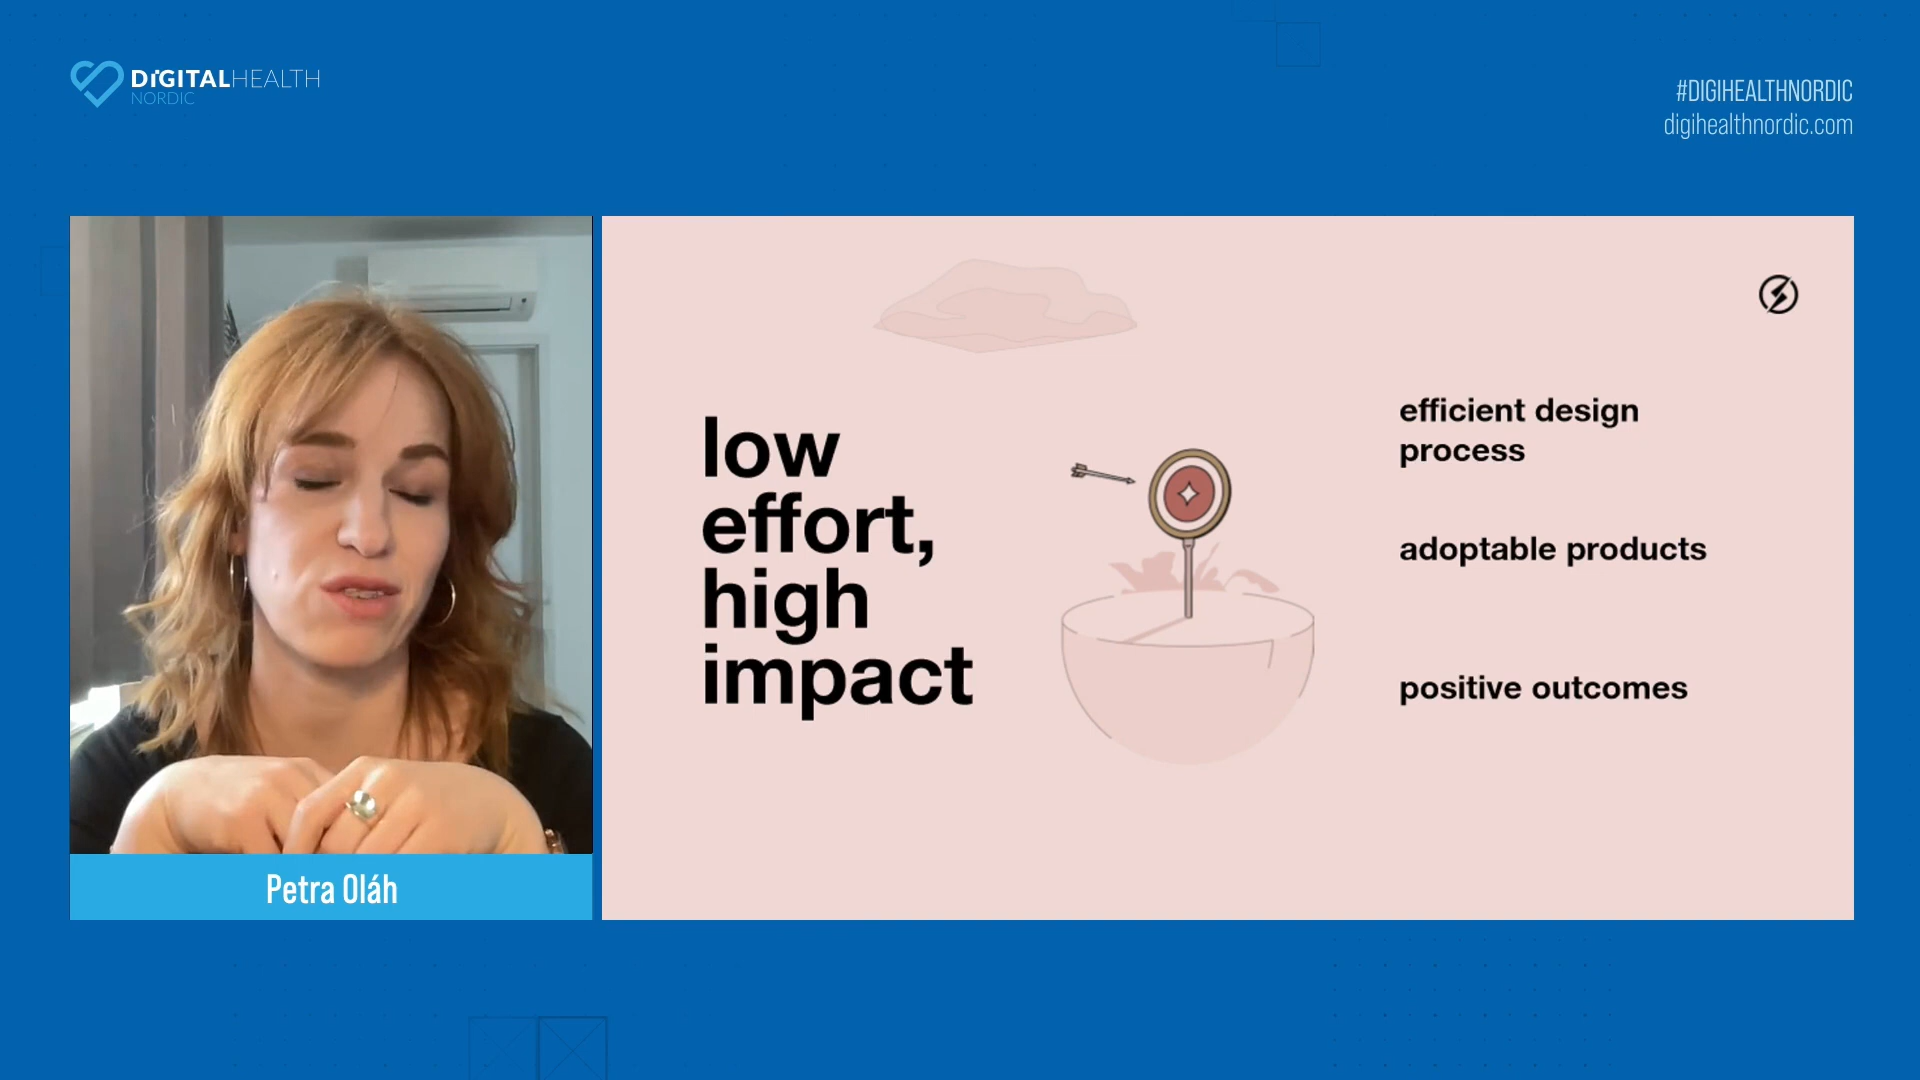 DiGITALHEALTH
NORDIC
#DIGIHEALTHNORDIC
digihealthnordic.com
low
effort,
high
impact
efficient design
process
adoptable products
positive outcomes
Petra Oláh